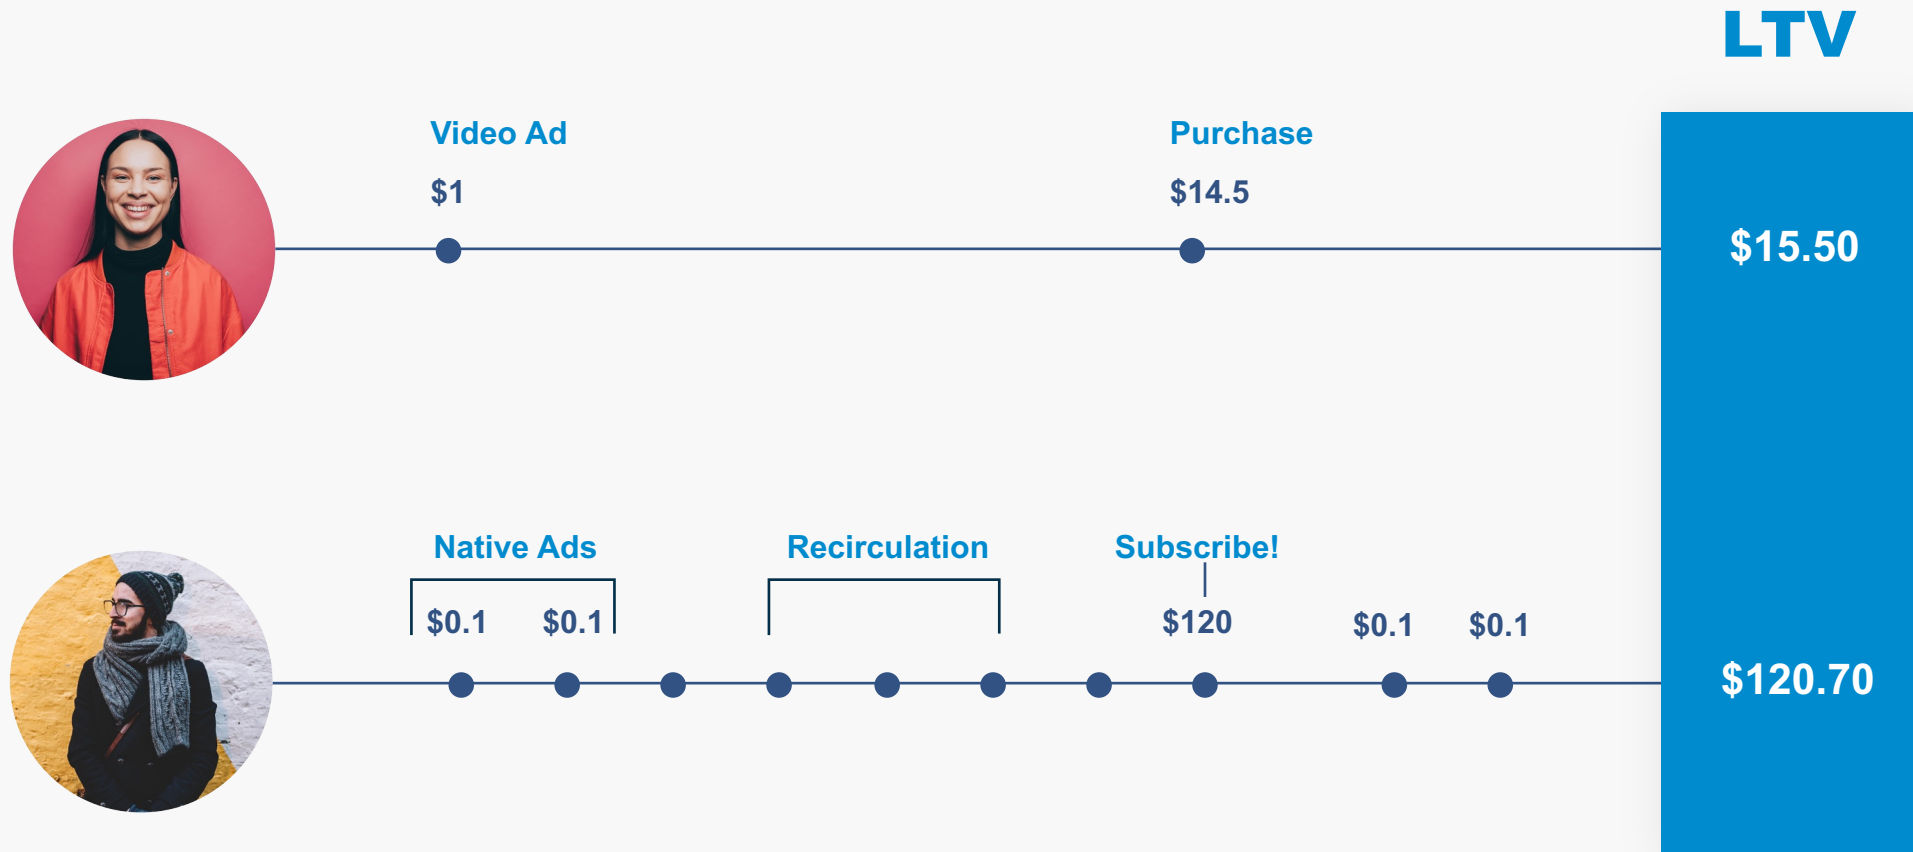 LTV
Video Ad
Purchase
$1
$14.5
$15.50
Native Ads
Recirculation
Subscribe!
$0.1
$0.1
$120
$0.1
$0.1
$120.70